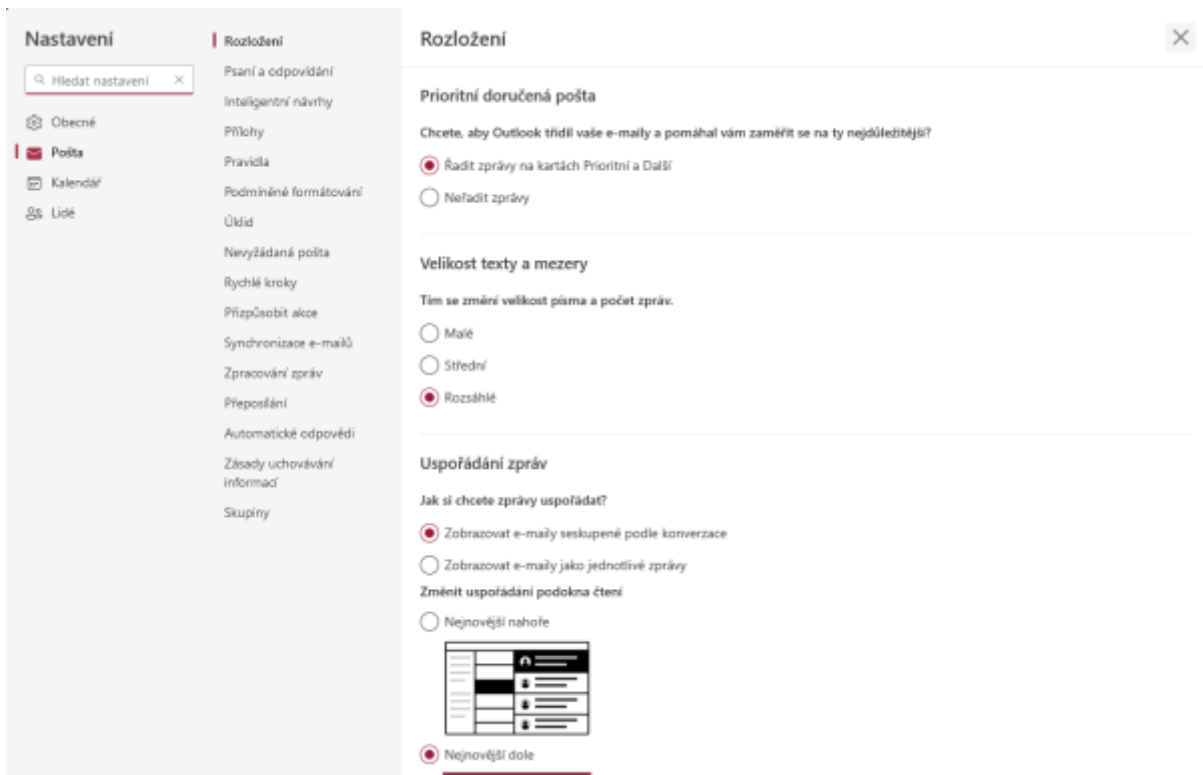 Nastavení
Hledat nastavení
Obecné
Pošta
Kalendář
Lidé
Rozložení
Psaní a odpovídání
Inteligentní návrhy
Přílohy
Pravidla
Podmíněné formátování
Úklid
Nevyžádaná pošta
Rychlé kroky
Přizpůsobit akce
Synchronizace e-mailů
Zpracování zpráv
Přeposílání
Automatické odpovědi
Zásady uchovávání
informací
Skupiny
Rozložení
Prioritní doručená pošta
Chcete, aby Outlook třídil vaše e-maily a pomáhal vám zaměřit se na ty nejdůležitější?
Řadit zprávy na kartách Prioritní a Další
Neřadit zprávy
Velikost texty a mezery
Tím se změní velikost písma a počet zpráv.
Malé
Střední
Rozsáhlé
Uspořádání zpráv
Jak si chcete zprávy uspořádat?
Zobrazovat e-maily seskupené podle konverzace
Zobrazovat e-maily jako jednotlivé zprávy
Změnit uspořádání podokna čtení
Nejnovější nahoře
Nejnovější dole